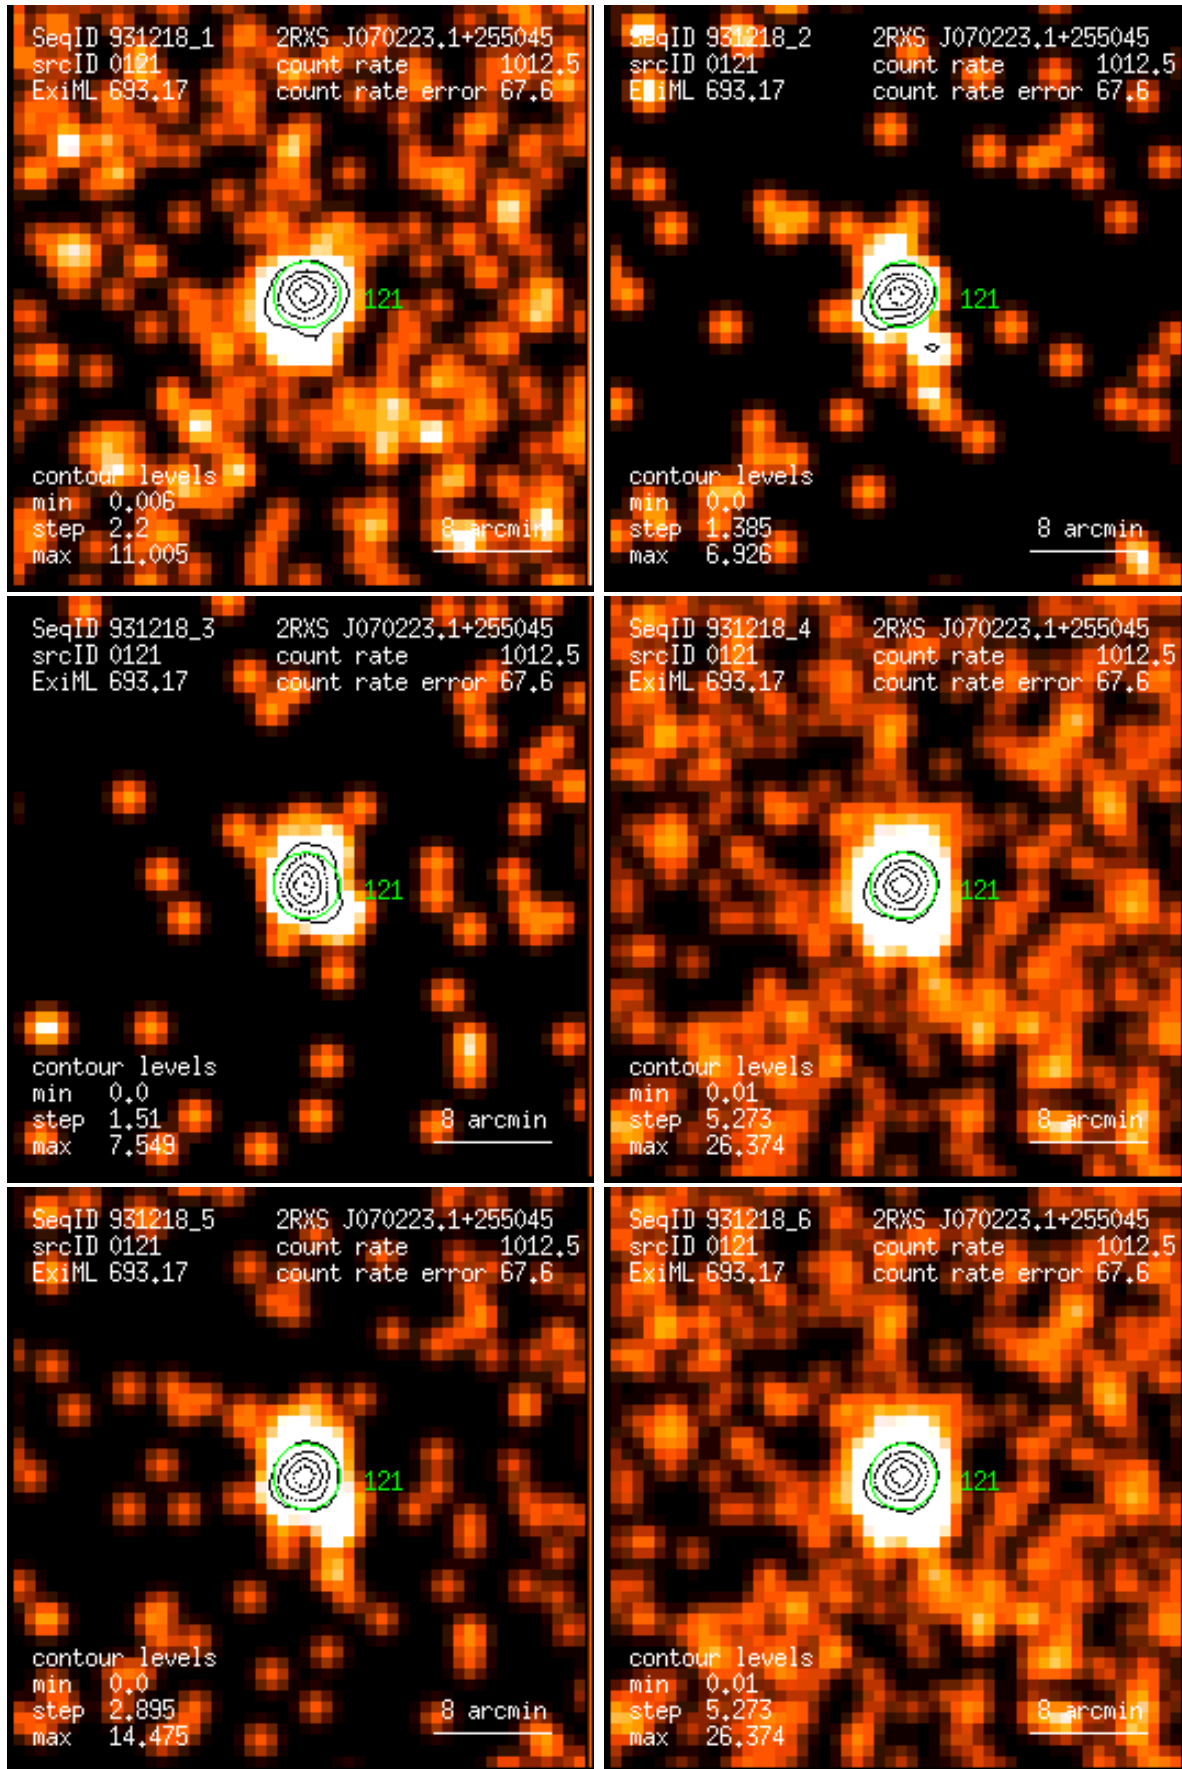 SeqID 931218_1 2RXS J070223.1+255045
srcID 0121 count rate 1012.5
ExiML 693.17 count rate error 67.6
121
contour levels
min 0.006
step 2.2 8 arcmin
max 11.005
SeqID 931218_2 2RXS J070223.1+255045
srcID 0121 count rate 1012.5
ExiML 693.17 count rate error 67.6
121
contour levels
min 0.0
step 1.385 8 arcmin
max 6.926
SeqID 931218_3 2RXS J070223.1+255045
srcID 0121 count rate 1012.5
ExiML 693.17 count rate error 67.6
121
contour levels
min 0.0
step 1.51 8 arcmin
max 7.549
SeqID 931218_4 2RXS J070223.1+255045
srcID 0121 count rate 1012.5
ExiML 693.17 count rate error 67.6
121
contour levels
min 0.01
step 5.273 8 arcmin
max 26.374
SeqID 931218_5 2RXS J070223.1+255045
srcID 0121 count rate 1012.5
ExiML 693.17 count rate error 67.6
121
contour levels
min 0.0
step 2.895 8 arcmin
max 14.475
SeqID 931218_6 2RXS J070223.1+255045
srcID 0121 count rate 1012.5
ExiML 693.17 count rate error 67.6
121
contour levels
min 0.01
step 5.273 8 arcmin
max 26.374